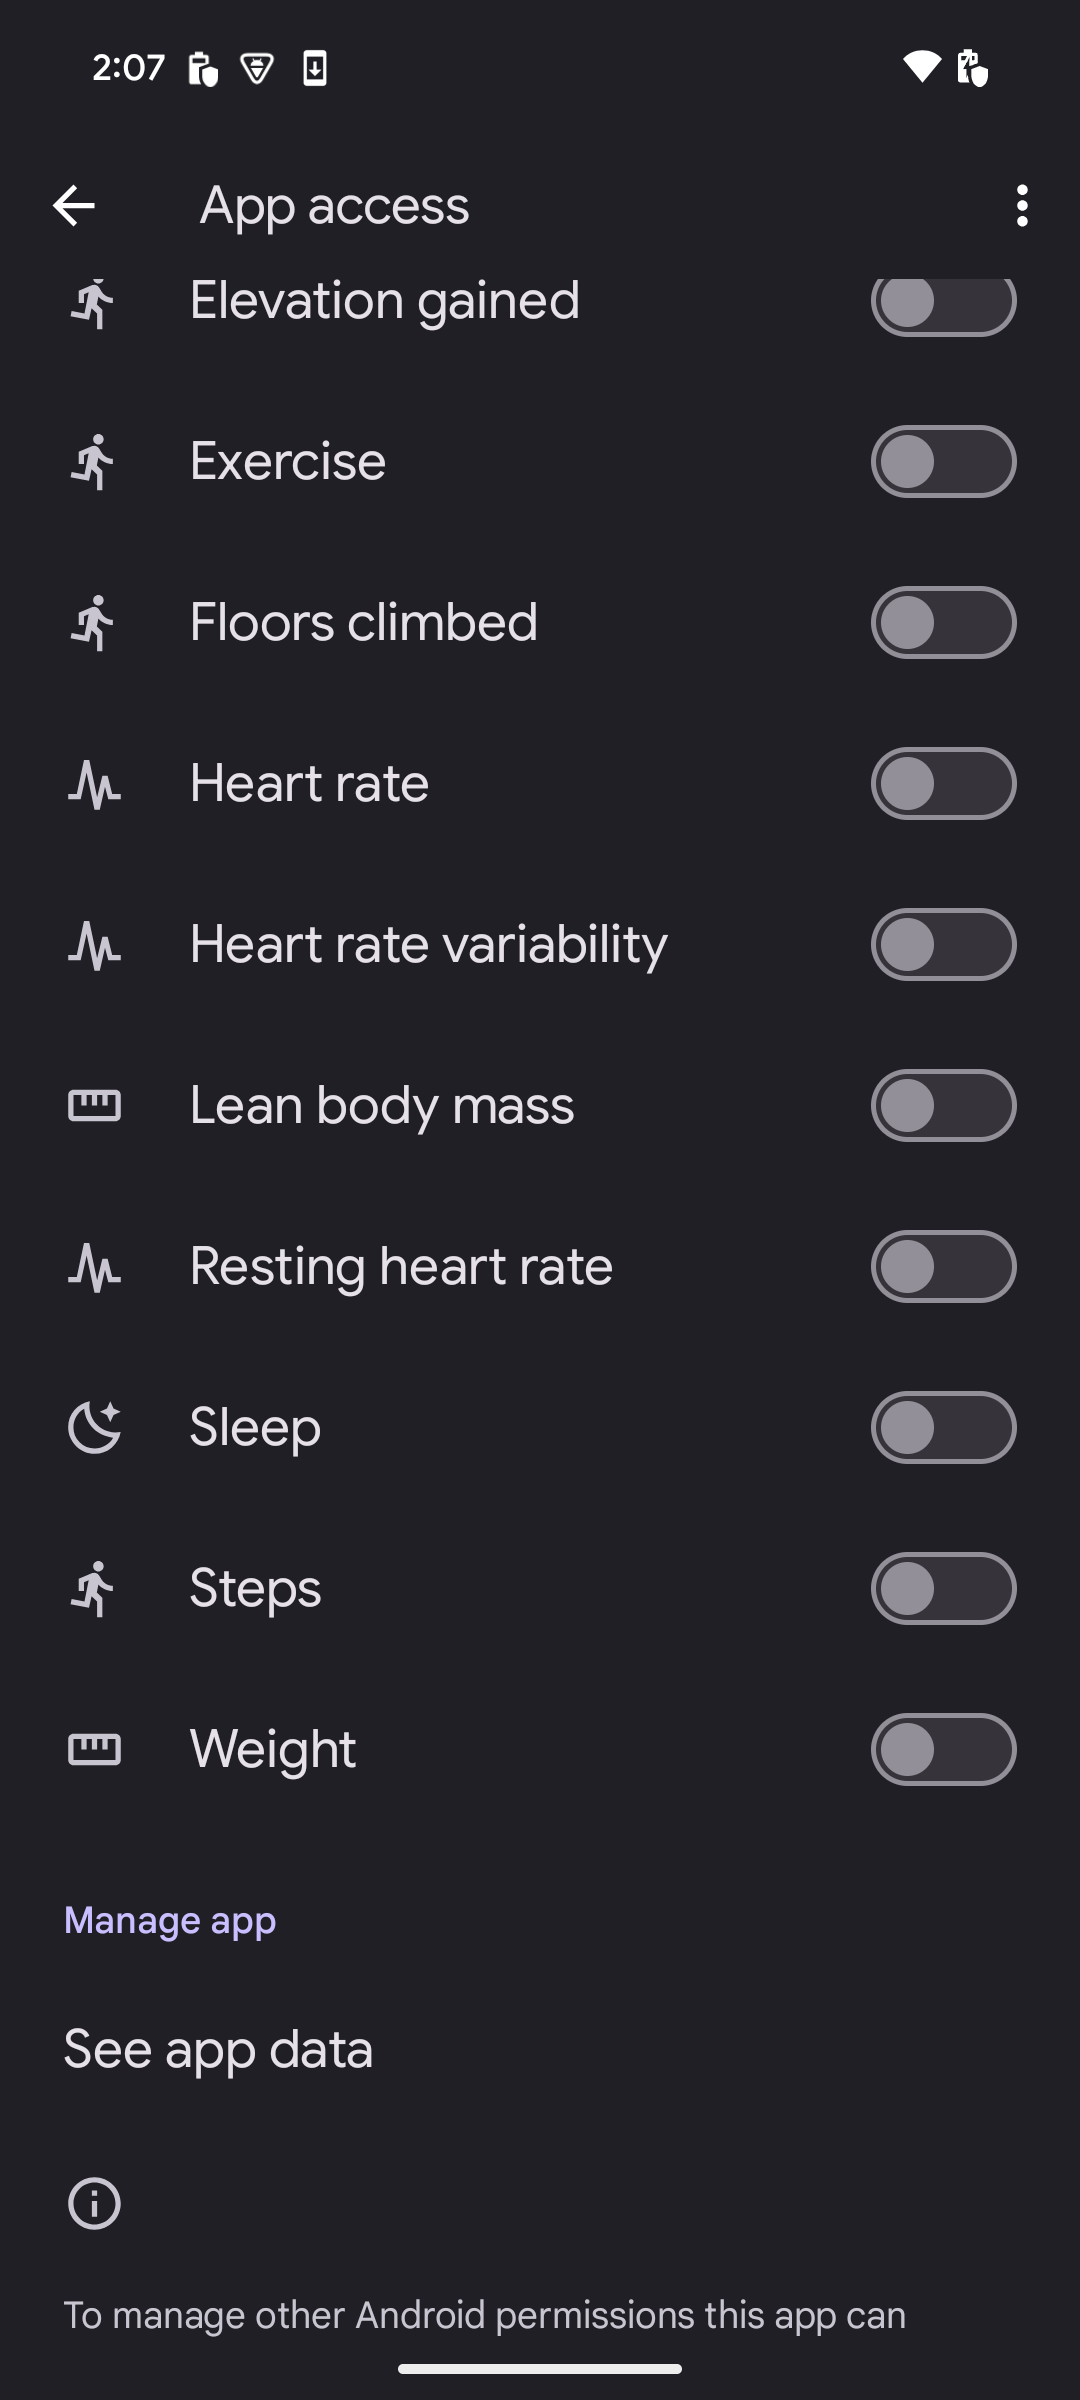 2:07
App access
Elevation gained
Exercise
Floors climbed
Heart rate
Heart rate variability
Lean body mass
Resting heart rate
Sleep
Steps
Weight
Manage app
See app data
To manage other Android permissions this app can